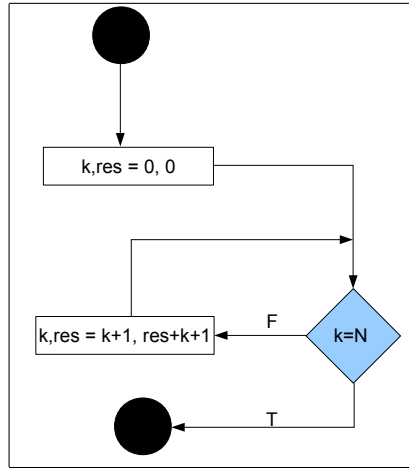 k,res = 0, 0
F
k=N
k,res = k+1, res+k+1
T